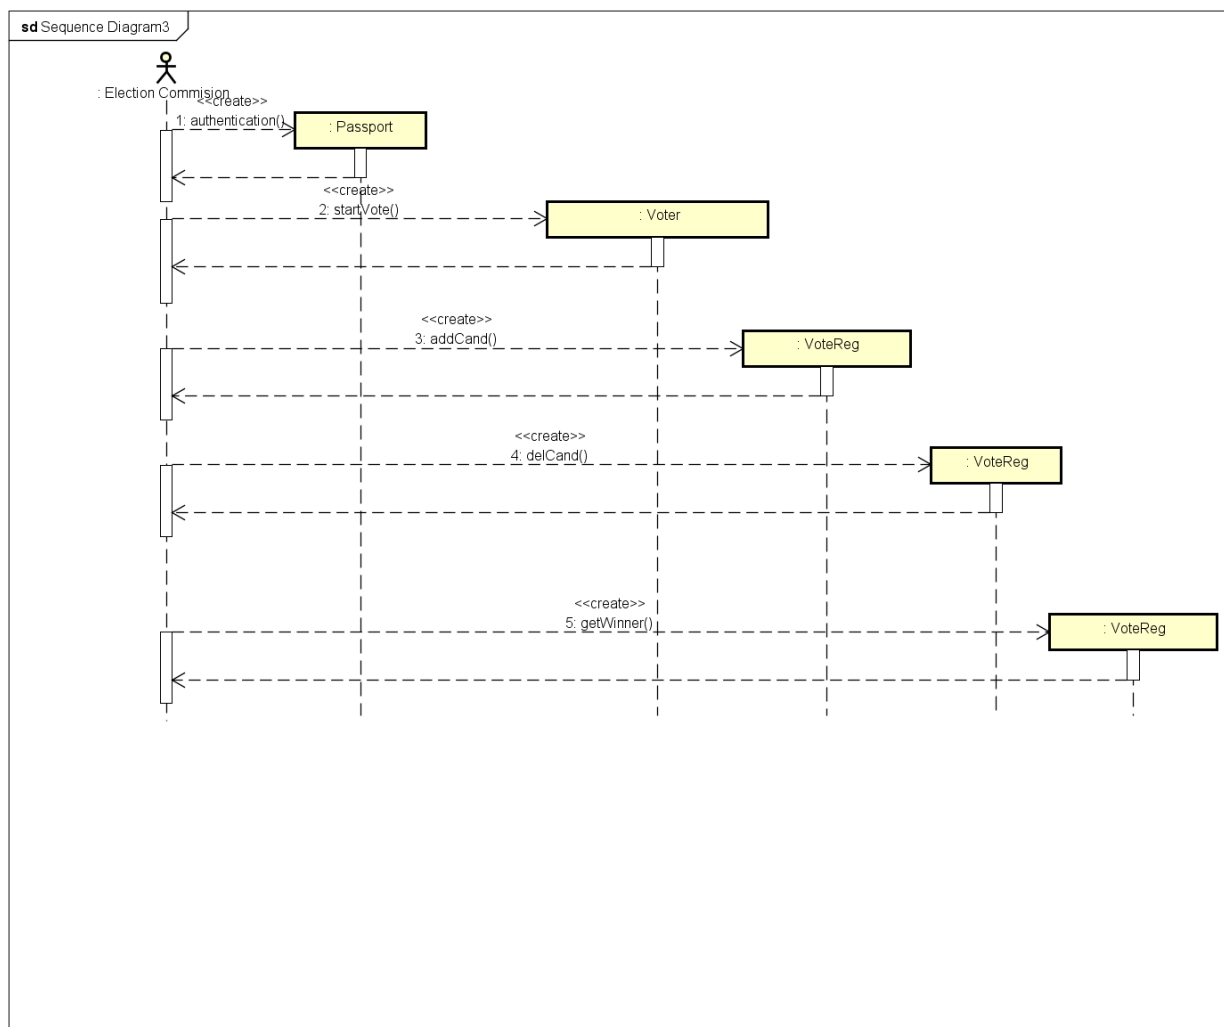 sd Sequence Diagram3
: Election Commision
<<create>>
1: authentication()
: Passport
<<create>>
2: startVote()
: Voter
<<create>>
3: addCand()
: VoteReg
<<create>>
4: delCand()
: VoteReg
<<create>>
5: getWinner()
: VoteReg